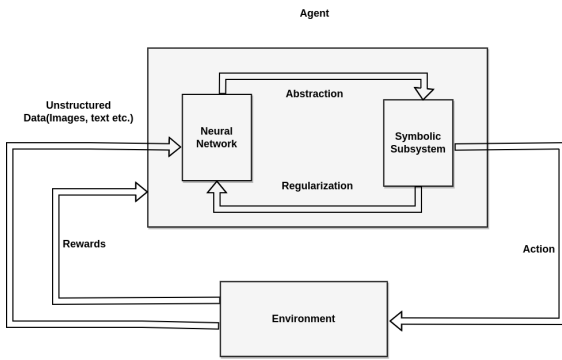 Agent
Unstructured
Data(Images, text etc.)
Abstraction
Neural
Network
Symbolic
Subsystem
Regularization
Rewards
Action
Environment